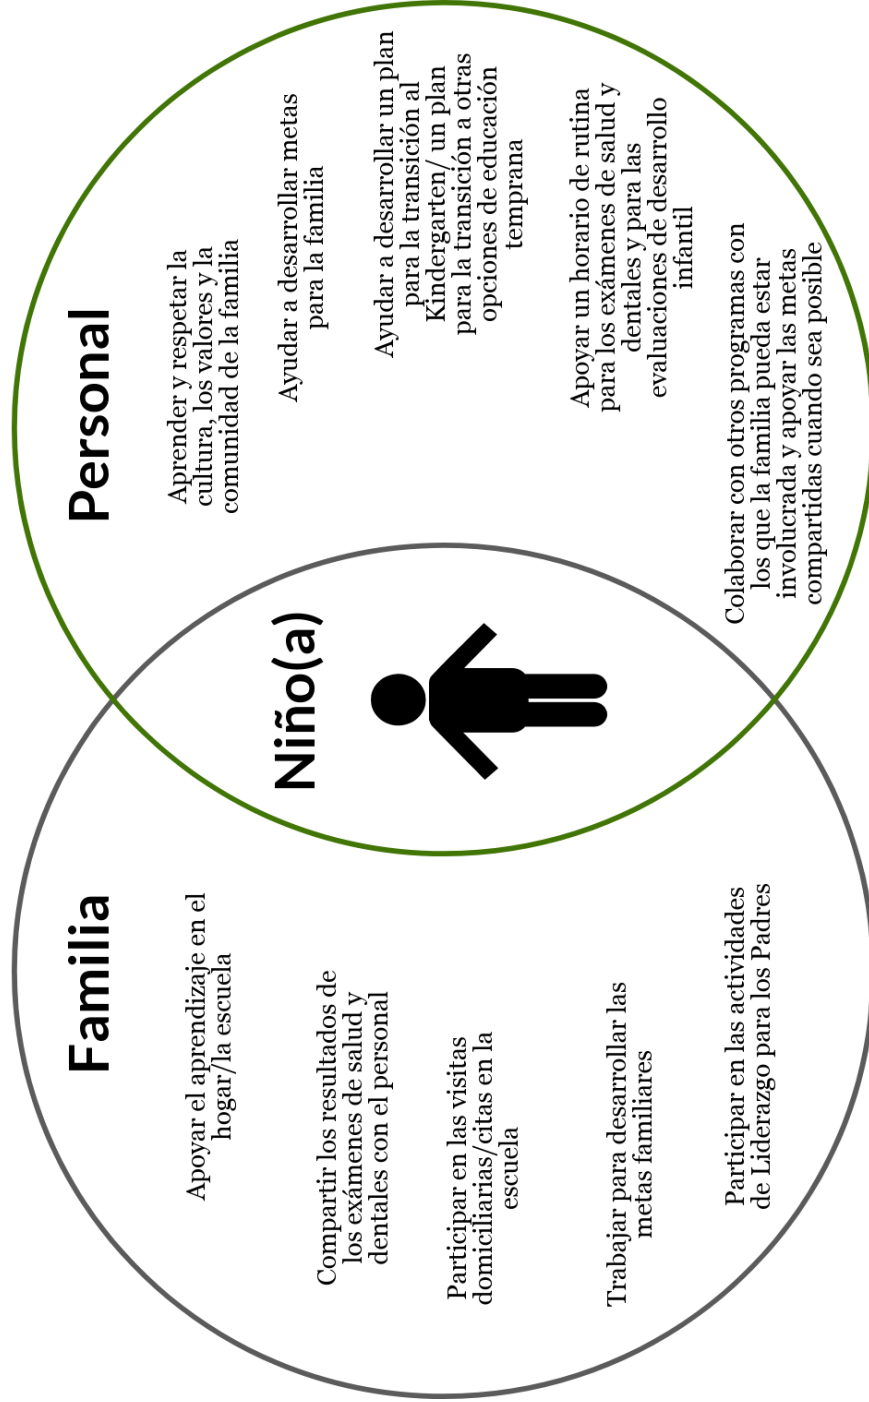 Familia
Apoyar el aprendizaje en el
hogar/la escuela
Compartir los resultados de
los exámenes de salud y
dentales con el personal
Participar en las visitas
domiciliarias/citas en la
escuela
Trabajar para desarrollar las
metas familiares
Participar en las actividades
de Liderazgo para los Padres
Niño(a)
Personal
Aprender y respetar la
cultura, los valores y la
comunidad de la familia
Ayudar a desarrollar metas
para la familia
Ayudar a desarrollar un plan
para la transición al
Kindergarten/ un plan
para la transición a otras
opciones de educación
temprana
Apoyar un horario de rutina
para los exámenes de salud y
dentales y para las
evaluaciones de desarrollo
infantil
Colaborar con otros programas con
los que la familia pueda estar
involucrada y apoyar las metas
compartidas cuando sea posible